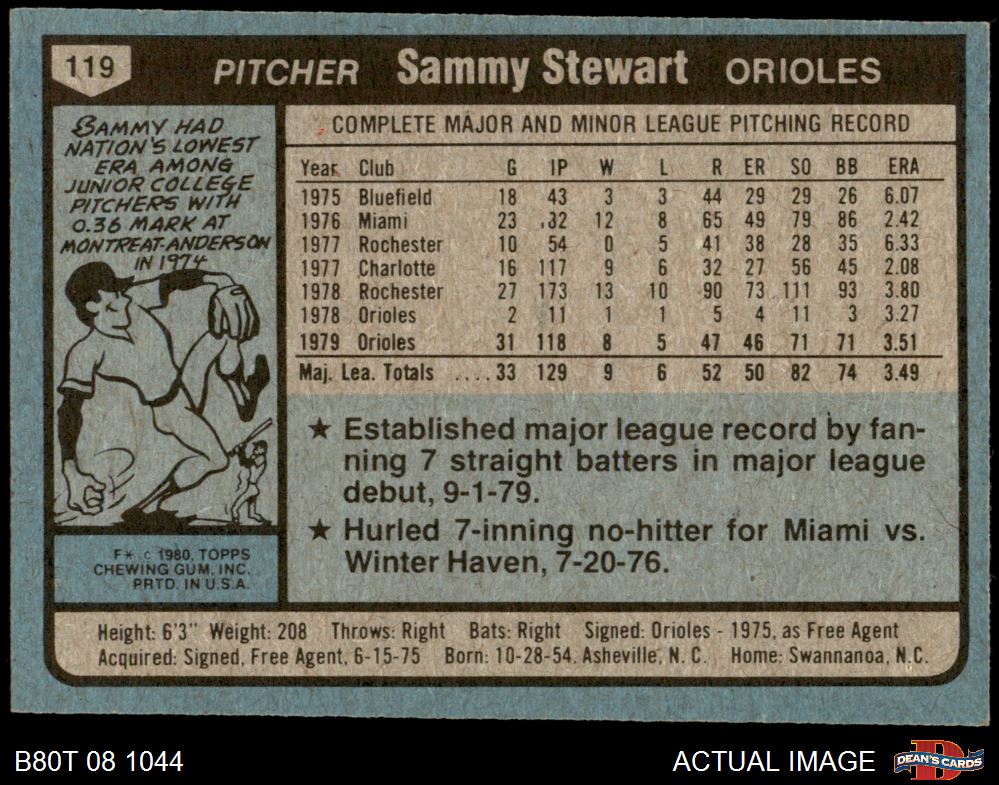 119
PITCHER Sammy Stewart ORIOLES
SAMMY HAD
NATION'S LOWEST
ERA AMONG
JUNIOR COLLEGE
PITCHERS WITH
0.36 MARK AT
MONTREAT-ANDERSON
IN 1974
COMPLETE MAJOR AND MINOR LEAGUE PITCHING RECORD
Year Club G IP W L R ER SO BB ERA
1975 Bluefield 18 43 3 3 44 29 29 26 6.07
1976 Miami 23 .82 12 8 65 49 79 86 2.42
1977 Rochester 10 54 0 5 41 38 28 35 6.33
1977 Charlotte 16 117 9 6 32 27 56 45 2.08
1978 Rochester 27 173 13 10 90 73 111 93 3.80
1978 Orioles 2 11 1 1 5 4 11 3 3.27
1979 Orioles 31 118 8 5 47 46 71 71 3.51
Maj. Lea. Totals ....33 129 9 6 52 50 82 74 3.49
★ Established major league record by fan-
ning 7 straight batters in major league
debut, 9-1-79.
★ Hurled 7-inning no-hitter for Miami vs.
Winter Haven, 7-20-76.
F* © 1980, TOPPS
CHEWING GUM, INC.
PRTD. IN U.S.A.
Height: 6'3" Weight: 208 Throws: Right Bats: Right Signed: Orioles - 1975, as Free Agent
Acquired: Signed, Free Agent, 6-15-75 Born: 10-28-54. Asheville, N. C. Home: Swannanoa, N.C.
B80T 08 1044
ACTUAL IMAGE
DEAN'S CARDS